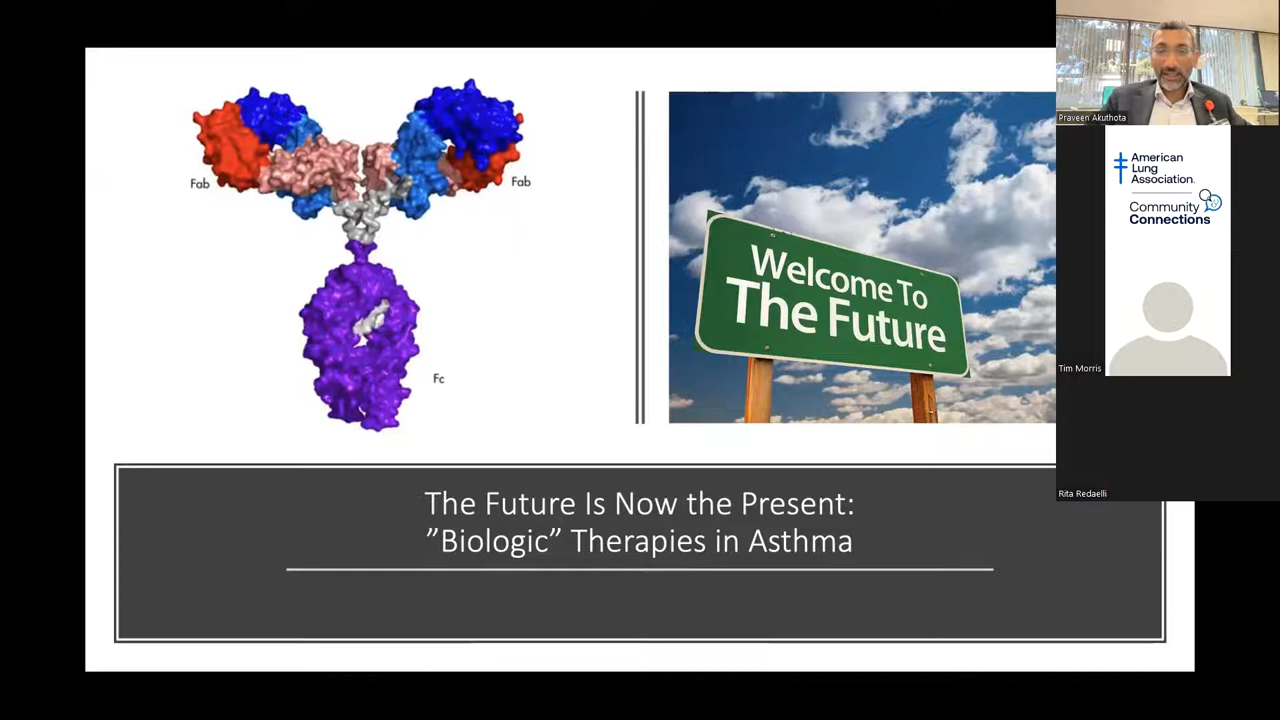 Fab
Fab
Fc
Welcome To
The Future
The Future Is Now the Present:
”Biologic” Therapies in Asthma
Praveen Akuthota
American
Lung
Association.
Community
Connections
Tim Morris
Rita Redaelli